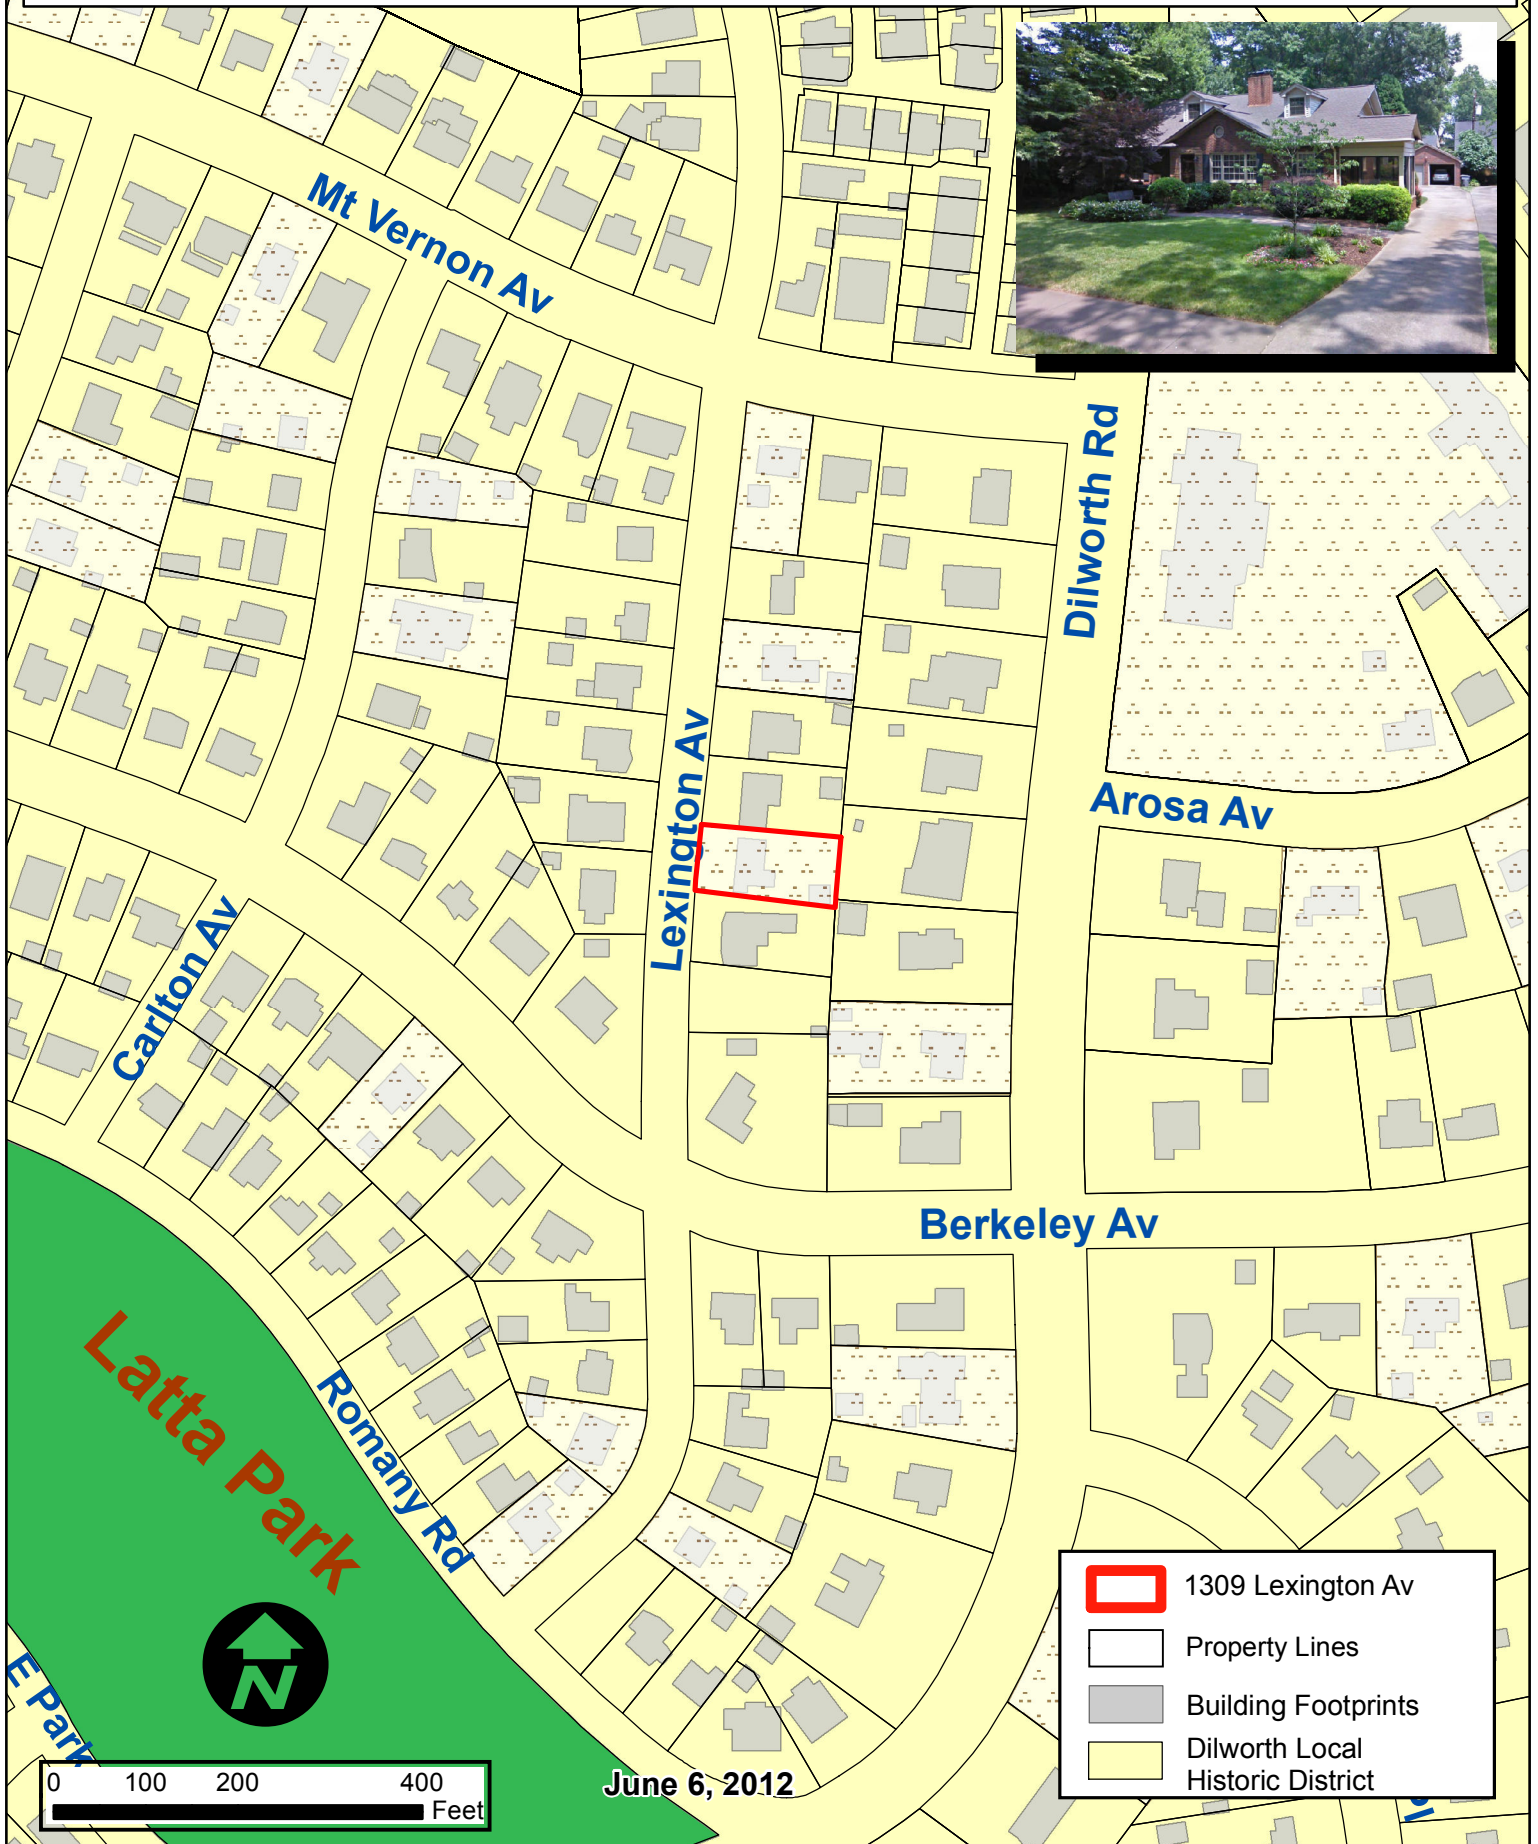 Mt Vernon Av
Dilworth Rd
Lexington Av
Arosa Av
Carlton Av
Berkeley Av
Latta Park
Romany Rd
E Park
N
0 100 200 400
Feet
June 6, 2012
1309 Lexington Av
Property Lines
Building Footprints
Dilworth Local
Historic District